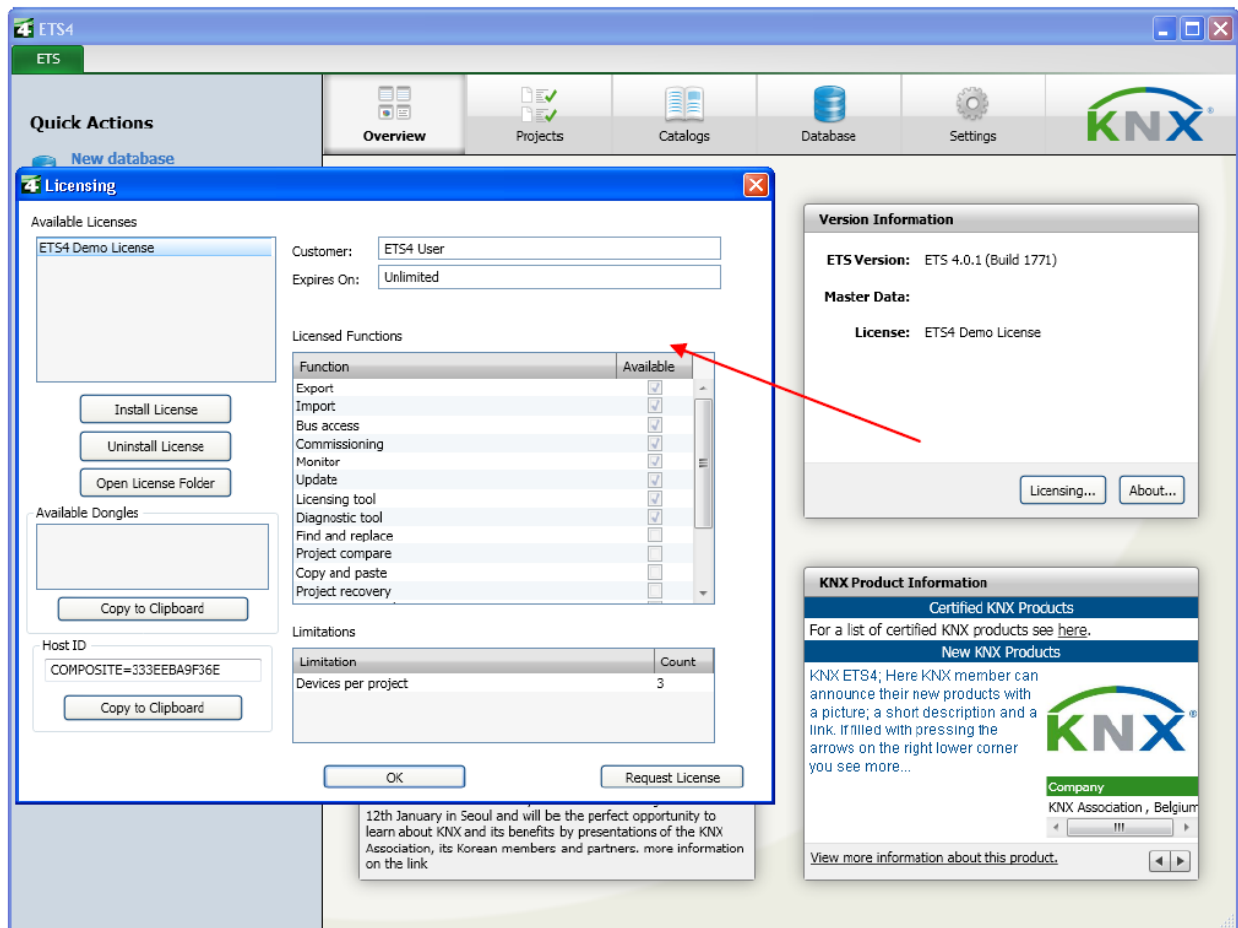 4 ETS4
ETS
Quick Actions
New database
Overview
Projects
Catalogs
Database
Settings
KNX
4 Licensing
Available Licenses
ETS4 Demo License
Install License
Uninstall License
Open License Folder
Available Dongles
Copy to Clipboard
Host ID
COMPOSITE=333EEBA9F36E
Copy to Clipboard
Customer: ETS4 User
Expires On: Unlimited
Licensed Functions
Function Available
Export
Import
Bus access
Commissioning
Monitor
Update
Licensing tool
Diagnostic tool
Find and replace
Project compare
Copy and paste
Project recovery
Limitations
Limitation Count
Devices per project 3
OK
Request License
12th January in Seoul and will be the perfect opportunity to
learn about KNX and its benefits by presentations of the KNX
Association, its Korean members and partners. more information
on the link
Version Information
ETS Version: ETS 4.0.1 (Build 1771)
Master Data:
License: ETS4 Demo License
Licensing... About...
KNX Product Information
Certified KNX Products
For a list of certified KNX products see here.
New KNX Products
KNX ETS4; Here KNX member can
announce their new products with
a picture; a short description and a
link. If filled with pressing the
arrows on the right lower corner
you see more...
KNX
Company
KNX Association , Belgium
View more information about this product.